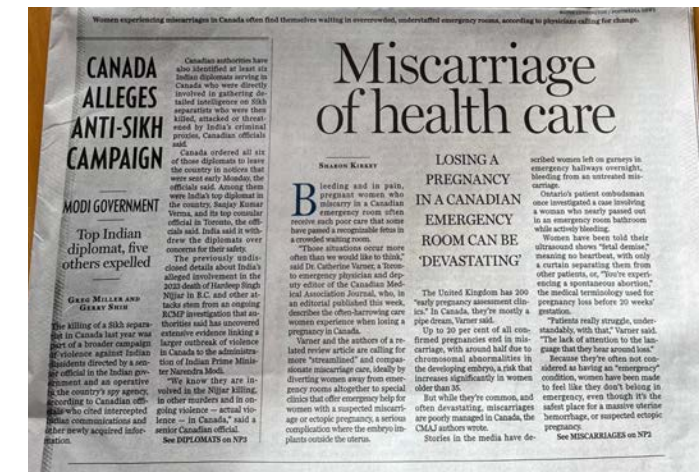 Women experiencing miscarriages in Canada often find themselves waiting in overcrowded, understaffed emergency rooms, according to physicians calling for change.
CANADA
ALLEGES
ANTI-SIKH
CAMPAIGN
MODI GOVERNMENT
Top Indian
diplomat, five
others expelled
GREG MILLER AND
GERRY SHIH
The killing of a Sikh separa-
tist in Canada last year was
part of a broader campaign
of violence against Indian
dissidents directed by a sen-
ior official in the Indian gov-
ernment and an operative
in the country's spy agency,
according to Canadian offi-
cials who cited intercepted
Indian communications and
other newly acquired infor-
mation.
Canadian authorities have
also identified at least six
Indian diplomats serving in
Canada who were directly
involved in gathering de-
tailed intelligence on Sikh
separatists who were then
killed, attacked or threat-
ened by India's criminal
proxies, Canadian officials
said.
Canada ordered all six
of those diplomats to leave
the country in notices that
were sent early Monday, the
officials said. Among them
were India's top diplomat in
the country, Sanjay Kumar
Verma, and its top consular
official in Toronto, the offi-
cials said. India said it with-
drew the diplomats over
concerns for their safety.
The previously undis-
closed details about India's
alleged involvement in the
2023 death of Hardeep Singh
Nijjar in B.C. and other at-
tacks stem from an ongoing
RCMP investigation that au-
thorities said has uncovered
extensive evidence linking a
larger outbreak of violence
in Canada to the administra-
tion of Indian Prime Minis-
ter Narendra Modi.
"We know they are in-
volved in the Nijjar killing,
in other murders and in on-
going violence — actual vio-
lence — in Canada," said a
senior Canadian official.
See DIPLOMATS on NP3
Miscarriage
of health care
SHARON KIRKEY
Bleeding and in pain,
pregnant women who
miscarry in a Canadian
emergency room often
receive such poor care that some
have passed a recognizable fetus in
a crowded waiting room.
"Those situations occur more
often than we would like to think,"
said Dr. Catherine Varner, a Toron-
to emergency physician and dep-
uty editor of the Canadian Med-
ical Association Journal, who, in
an editorial published this week,
describes the often-harrowing care
women experience when losing a
pregnancy in Canada.
Varner and the authors of a re-
lated review article are calling for
more "streamlined" and compas-
sionate miscarriage care, ideally by
diverting women away from emer-
gency rooms altogether to special
clinics that offer emergency help for
women with a suspected miscarri-
age or ectopic pregnancy, a serious
complication where the embryo im-
plants outside the uterus.
LOSING A
PREGNANCY
IN A CANADIAN
EMERGENCY
ROOM CAN BE
'DEVASTATING'
The United Kingdom has 200
"early pregnancy assessment clin-
ics." In Canada, they're mostly a
pipe dream, Varner said.
Up to 20 per cent of all con-
firmed pregnancies end in mis-
carriage, with around half due to
chromosomal abnormalities in
the developing embryo, a risk that
increases significantly in women
older than 35.
But while they're common, and
often devastating, miscarriages
are poorly managed in Canada, the
CMAJ authors wrote.
Stories in the media have de-
scribed women left on gurneys in
emergency hallways overnight,
bleeding from an untreated mis-
carriage.
Ontario's patient ombudsman
once investigated a case involving
a woman who nearly passed out
in an emergency room bathroom
while actively bleeding.
Women have been told their
ultrasound shows "fetal demise,"
meaning no heartbeat, with only
a curtain separating them from
other patients, or, "You're experi-
encing a spontaneous abortion,"
the medical terminology used for
pregnancy loss before 20 weeks'
gestation.
"Patients really struggle, under-
standably, with that," Varner said.
"The lack of attention to the lan-
guage that they hear around loss."
Because they're often not con-
sidered as having an "emergency"
condition, women have been made
to feel like they don't belong in
emergency, even though it's the
safest place for a massive uterine
hemorrhage, or suspected ectopic
pregnancy.
See MISCARRIAGES on NP2